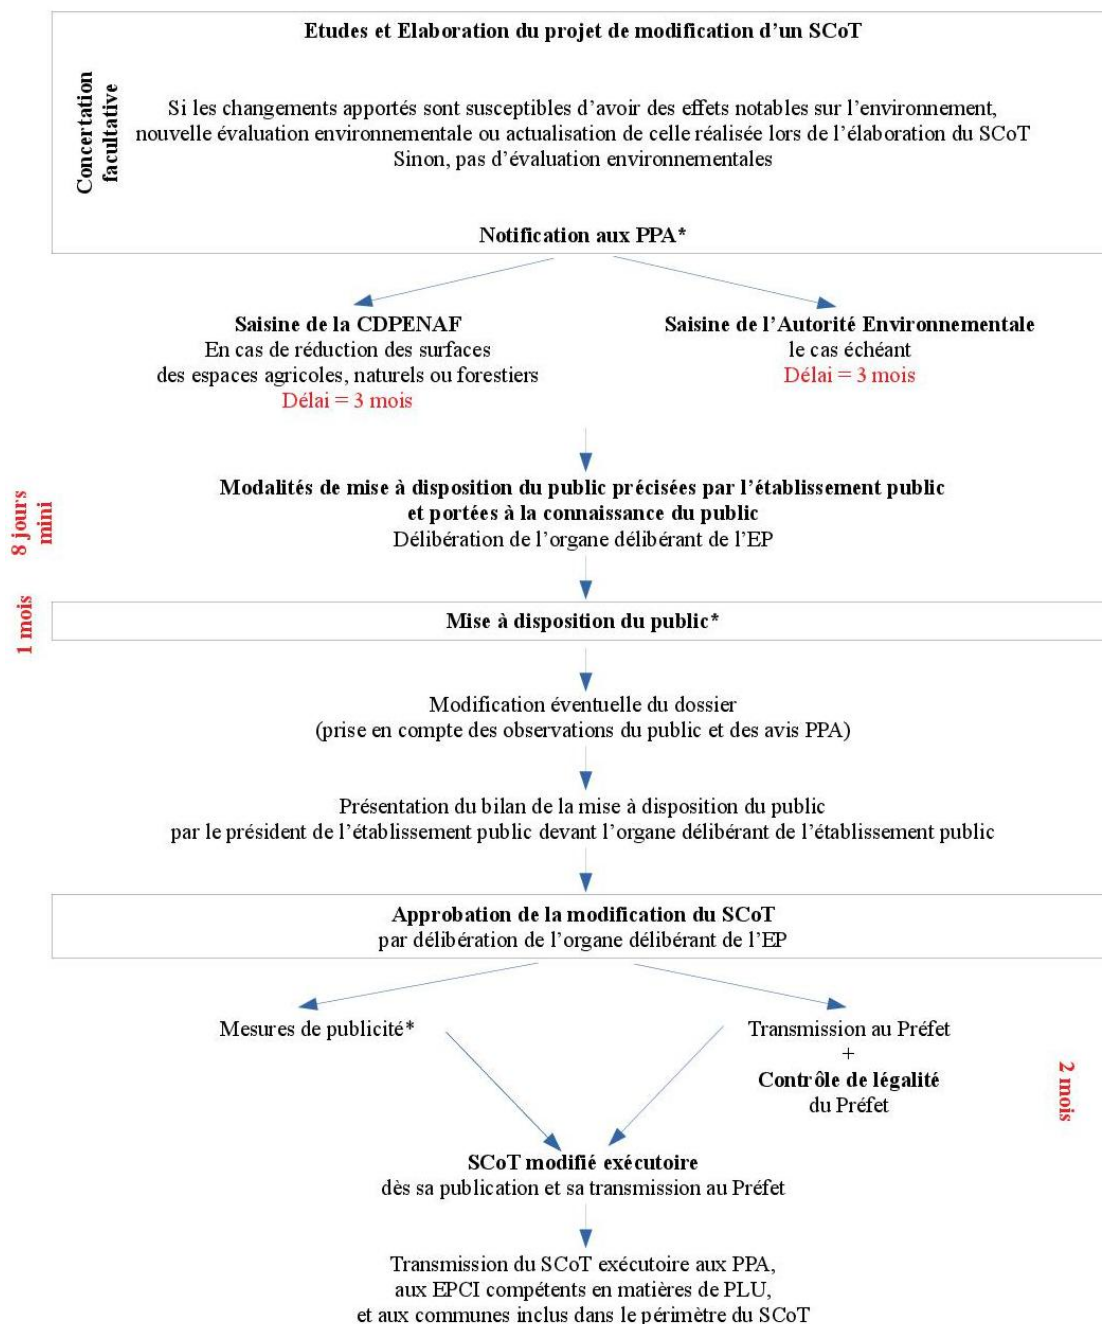 Etudes et Elaboration du projet de modification d’un SCoT
Concertation
facultative
Si les changements apportés sont susceptibles d’avoir des effets notables sur l’environnement,
nouvelle évaluation environnementale ou actualisation de celle réalisée lors de l’élaboration du SCoT
Sinon, pas d’évaluation environnementales
Notification aux PPA*
Saisine de la CDPENAF
En cas de réduction des surfaces
des espaces agricoles, naturels ou forestiers
Délai = 3 mois
Saisine de l’Autorité Environnementale
le cas échéant
Délai = 3 mois
8 jours
mini
Modalités de mise à disposition du public précisées par l’établissement public
et portées à la connaissance du public
Délibération de l’organe délibérant de l’EP
1 mois
Mise à disposition du public*
Modification éventuelle du dossier
(prise en compte des observations du public et des avis PPA)
Présentation du bilan de la mise à disposition du public
par le président de l’établissement public devant l’organe délibérant de l’établissement public
Approbation de la modification du SCoT
par délibération de l’organe délibérant de l’EP
Mesures de publicité*
Transmission au Préfet
+
Contrôle de légalité
du Préfet
2 mois
SCoT modifié exécutoire
dès sa publication et sa transmission au Préfet
Transmission du SCoT exécutoire aux PPA,
aux EPCI compétents en matières de PLU,
et aux communes inclus dans le périmètre du SCoT